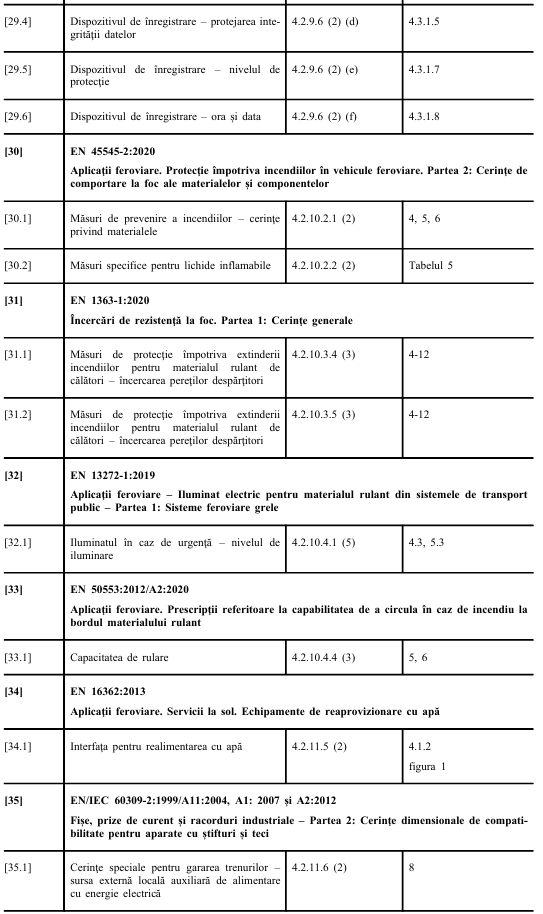 [29.4] Dispozitivul de înregistrare – protejarea inte- 4.2.9.6 (2) (d) 4.3.1.5
grității datelor
[29.5] Dispozitivul de înregistrare – nivelul de 4.2.9.6 (2) (e) 4.3.1.7
protecție
[29.6] Dispozitivul de înregistrare – ora și data 4.2.9.6 (2) (f) 4.3.1.8
[30] EN 45545-2:2020
Aplicații feroviare. Protecție împotriva incendiilor în vehicule feroviare. Partea 2: Cerințe de
comportare la foc ale materialelor și componentelor
[30.1] Măsuri de prevenire a incendiilor – cerințe 4.2.10.2.1 (2) 4, 5, 6
privind materialele
[30.2] Măsuri specifice pentru lichide inflamabile 4.2.10.2.2 (2) Tabelul 5
[31] EN 1363-1:2020
Încercări de rezistență la foc. Partea 1: Cerințe generale
[31.1] Măsuri de protecție împotriva extinderii 4.2.10.3.4 (3) 4-12
incendiilor pentru materialul rulant de
călători – încercarea pereților despărțitori
[31.2] Măsuri de protecție împotriva extinderii 4.2.10.3.5 (3) 4-12
incendiilor pentru materialul rulant de
călători – încercarea pereților despărțitori
[32] EN 13272-1:2019
Aplicații feroviare – Iluminat electric pentru materialul rulant din sistemele de transport
public – Partea 1: Sisteme feroviare grele
[32.1] Iluminatul în caz de urgență – nivelul de 4.2.10.4.1 (5) 4.3, 5.3
iluminare
[33] EN 50553:2012/A2:2020
Aplicații feroviare. Prescripții referitoare la capabilitatea de a circula în caz de incendiu la
bordul materialului rulant
[33.1] Capacitatea de rulare 4.2.10.4.4 (3) 5, 6
[34] EN 16362:2013
Aplicații feroviare. Servicii la sol. Echipamente de reaprovizionare cu apă
[34.1] Interfața pentru realimentarea cu apă 4.2.11.5 (2) 4.1.2
figura 1
[35] EN/IEC 60309-2:1999/A11:2004, A1: 2007 și A2:2012
Fișe, prize de curent și racorduri industriale – Partea 2: Cerințe dimensionale de compati-
bilitate pentru aparate cu știfturi și teci
[35.1] Cerințe speciale pentru gararea trenurilor – 4.2.11.6 (2) 8
sursa externă locală auxiliară de alimentare
cu energie electrică